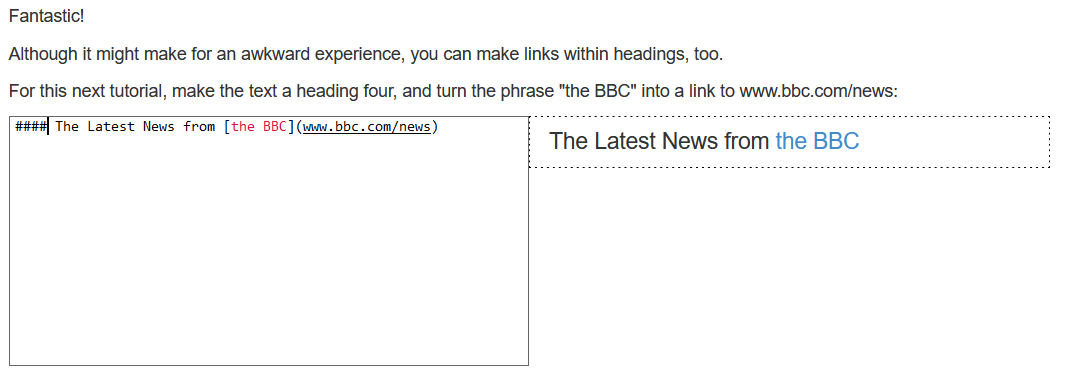 Fantastic!
Although it might make for an awkward experience, you can make links within headings, too.
For this next tutorial, make the text a heading four, and turn the phrase "the BBC" into a link to www.bbc.com/news:
#### The Latest News from [the BBC](www.bbc.com/news)
The Latest News from the BBC